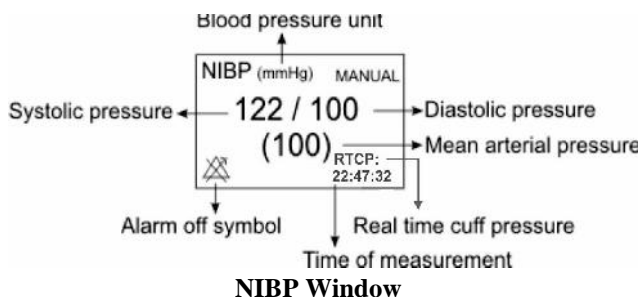 Blood pressure unit
NIBP (mmHg) MANUAL
Systolic pressure 122 / 100 Diastolic pressure
(100) Mean arterial pressure
RTCP:
22:47:32
Alarm off symbol Real time cuff pressure
Time of measurement
NIBP Window